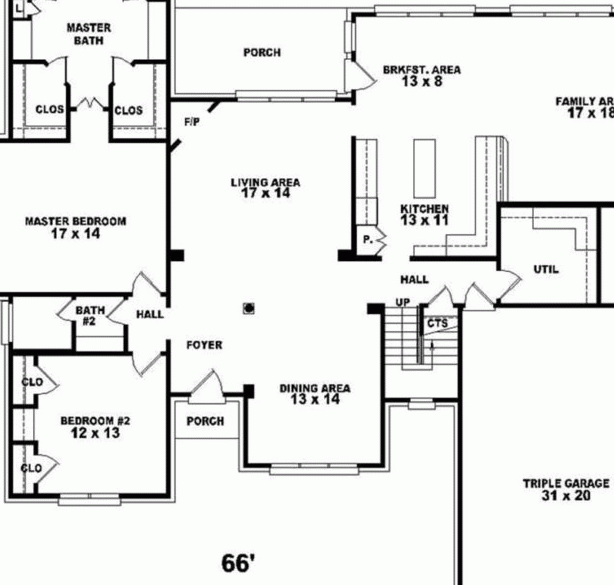 L
MASTER
BATH
PORCH
BRKFST. AREA
13 x 8
FAMILY AR
17 x 18
CLOS
CLOS
F/P
LIVING AREA
17 x 14
MASTER BEDROOM
17 x 14
KITCHEN
13 x 11
P.
HALL
UTIL
UP
CTS
BATH
#2
HALL
FOYER
CLO
DINING AREA
13 x 14
BEDROOM #2
12 x 13
PORCH
CLO
TRIPLE GARAGE
31 x 20
66'